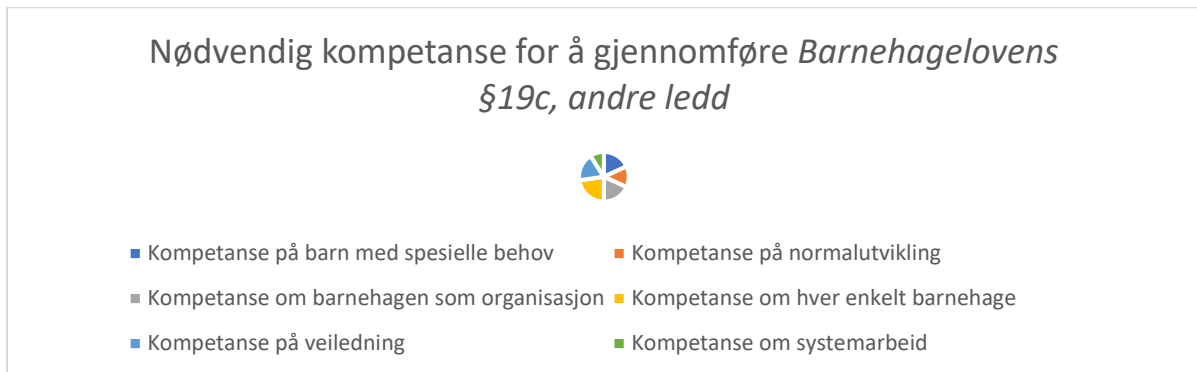 Nødvendig kompetanse for å gjennomføre Barnehagelovens
§19c, andre ledd
Kompetanse på barn med spesielle behov
Kompetanse på normalutvikling
Kompetanse om barnehagen som organisasjon
Kompetanse om hver enkelt barnehage
Kompetanse på veiledning
Kompetanse om systemarbeid